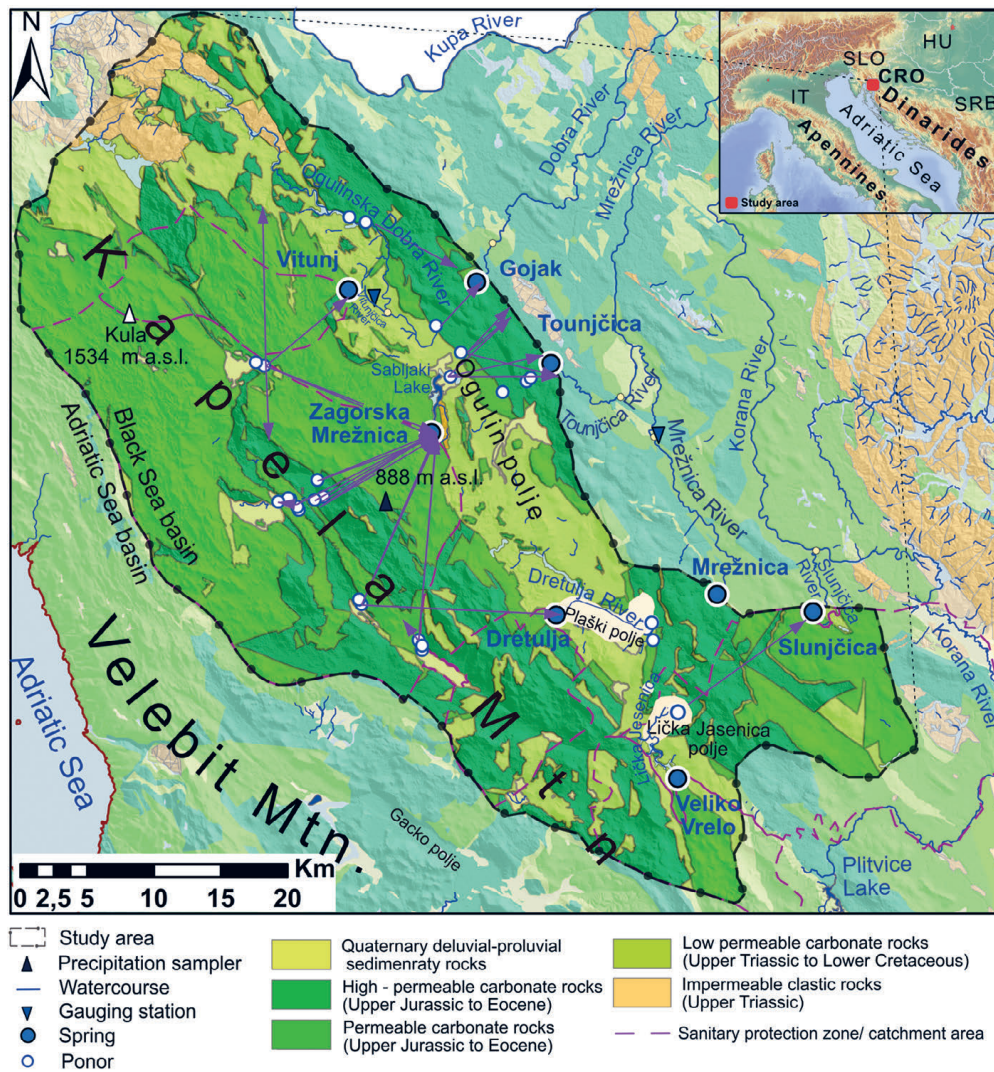 N
Kupa River
Dobra River
Mrežnica River
HU
SLO
CRO
IT
SRB
Dinarides
Adriatic Sea
Apennines
Study area
Ogulinska Dobra River
Vitunj
Vitunjčica
River
Gojak
Tounjčica
Kapela Mtn
Kula
1534 m a.s.l.
Sabljaki
Lake
Ogulin polje
Tounjčica River
Korana River
Zagorska
Mrežnica
888 m a.s.l.
Mrežnica River
Black Sea basin
Adriatic Sea basin
Dretulja River
Mrežnica
Slunjčica
River
Dretulja
Plaški polje
Slunjčica
Korana River
Velebit Mtn.
Adriatic Sea
Lička Jasenica
Lička Jasenica
polje
Veliko
Vrelo
Gacko polje
Plitvice
Lake
Km
0 2,5 5 10 15 20
Study area
Precipitation sampler
Watercourse
Gauging station
Spring
Ponor
Quaternary deluvial-proluvial
sedimenraty rocks
High - permeable carbonate rocks
(Upper Jurassic to Eocene)
Permeable carbonate rocks
(Upper Jurassic to Eocene)
Low permeable carbonate rocks
(Upper Triassic to Lower Cretaceous)
Impermeable clastic rocks
(Upper Triassic)
Sanitary protection zone/ catchment area